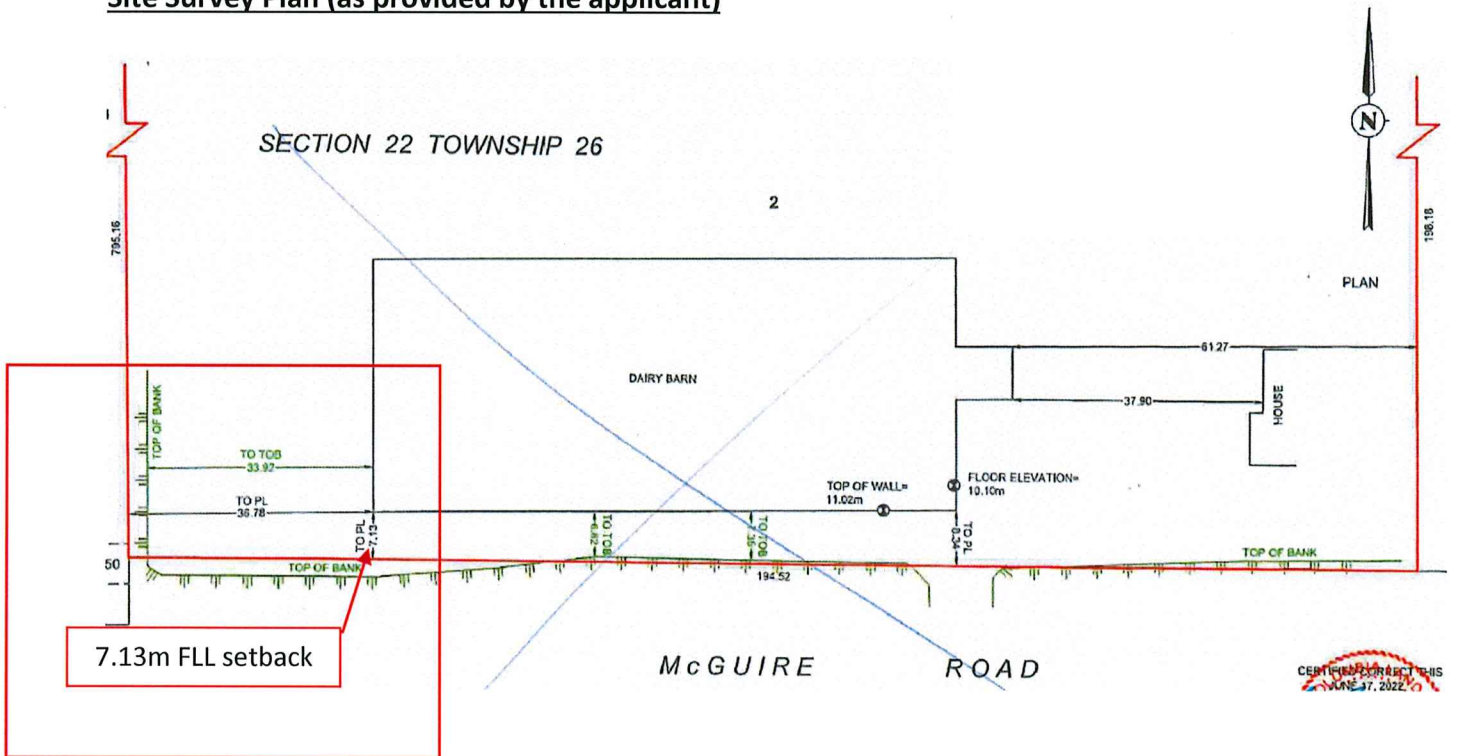 Site Survey Plan (as provided by the applicant)
N
SECTION 22 TOWNSHIP 26
2
795.16
198.18
PLAN
61.27
DAIRY BARN
37.90
HOUSE
TOP OF BANK
TO TOB
33.92
TO PL
36.78
TOP OF WALL=
11.02m
FLOOR ELEVATION=
10.10m
TO PL
7.13
TO TOB
6.62
TO TOB
TO PL
8.34
50
TOP OF BANK
TOP OF BANK
194.52
7.13m FLL setback
McGUIRE ROAD
CERTIFIED CORRECT THIS
JUNE 17, 2022